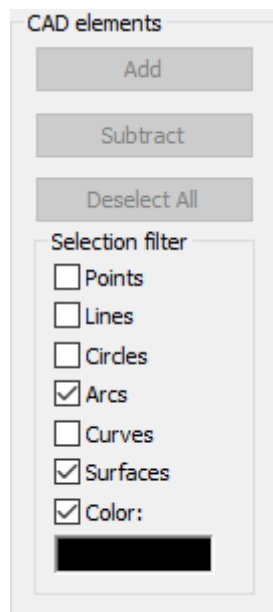 CAD elements
Add
Subtract
Deselect All
Selection filter
Points
Lines
Circles
Arcs
Curves
Surfaces
Color: